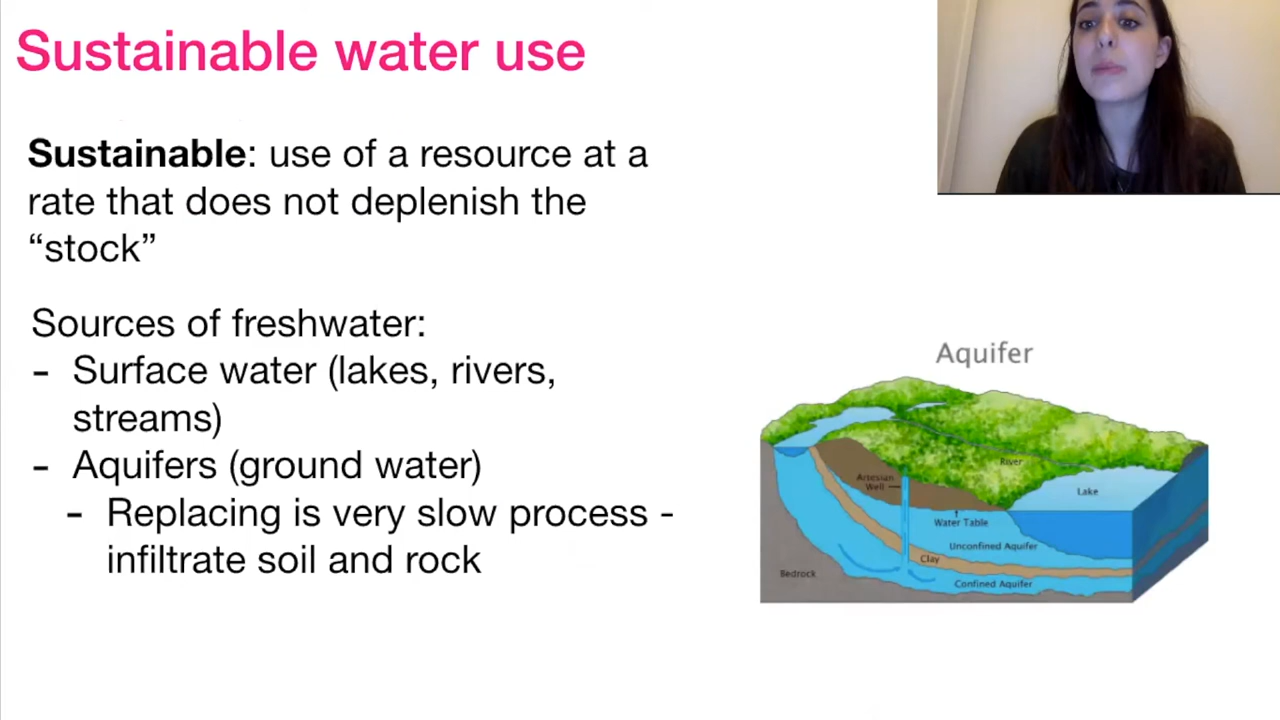 Sustainable water use
Sustainable: use of a resource at a
rate that does not deplenish the
“stock”
Sources of freshwater:
- Surface water (lakes, rivers,
streams)
- Aquifers (ground water)
- Replacing is very slow process -
infiltrate soil and rock
Aquifer
River
Artesian
Well
Lake
Water Table
Unconfined Aquifer
Clay
Bedrock
Confined Aquifer